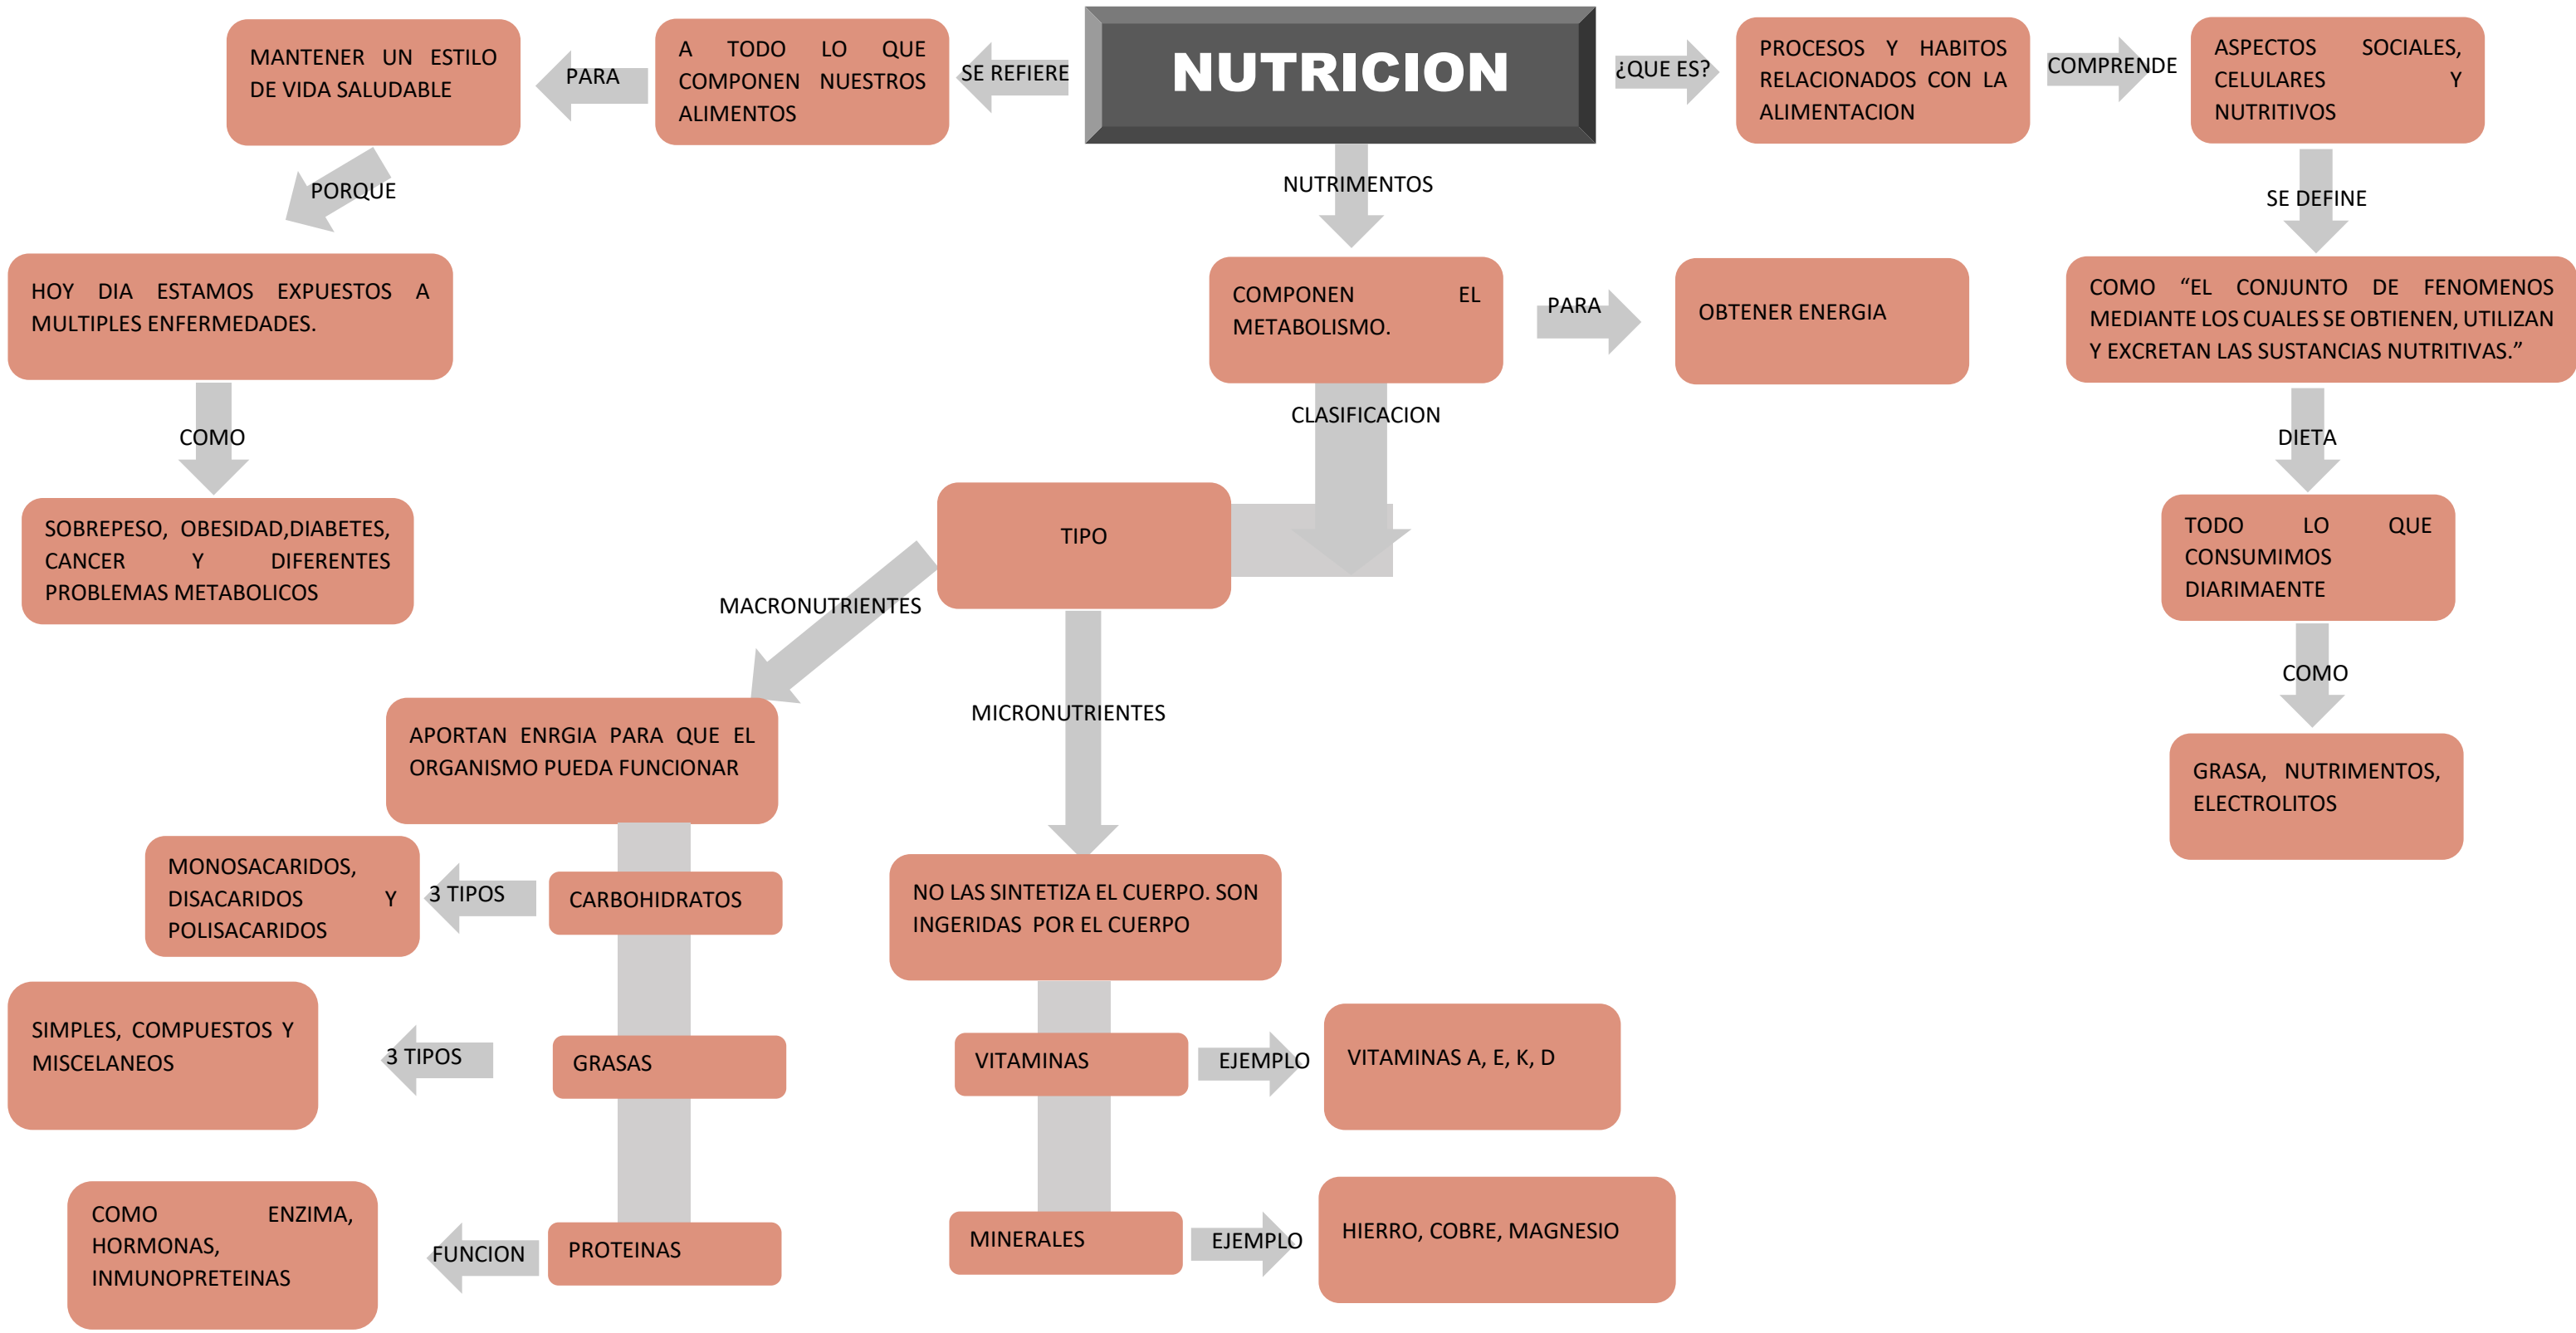 NUTRICION
SE REFIERE
A TODO LO QUE
COMPONEN NUESTROS
ALIMENTOS
PARA
MANTENER UN ESTILO
DE VIDA SALUDABLE
PORQUE
HOY DIA ESTAMOS EXPUESTOS A
MULTIPLES ENFERMEDADES.
COMO
SOBREPESO, OBESIDAD,DIABETES,
CANCER Y DIFERENTES
PROBLEMAS METABOLICOS
¿QUE ES?
PROCESOS Y HABITOS
RELACIONADOS CON LA
ALIMENTACION
COMPRENDE
ASPECTOS SOCIALES,
CELULARES Y
NUTRITIVOS
SE DEFINE
COMO “EL CONJUNTO DE FENOMENOS
MEDIANTE LOS CUALES SE OBTIENEN, UTILIZAN
Y EXCRETAN LAS SUSTANCIAS NUTRITIVAS.”
DIETA
TODO LO QUE
CONSUMIMOS
DIARIMAENTE
COMO
GRASA, NUTRIMENTOS,
ELECTROLITOS
NUTRIMENTOS
COMPONEN EL
METABOLISMO.
PARA
OBTENER ENERGIA
CLASIFICACION
TIPO
MACRONUTRIENTES
APORTAN ENRGIA PARA QUE EL
ORGANISMO PUEDA FUNCIONAR
CARBOHIDRATOS
3 TIPOS
MONOSACARIDOS,
DISACARIDOS Y
POLISACARIDOS
GRASAS
3 TIPOS
SIMPLES, COMPUESTOS Y
MISCELANEOS
PROTEINAS
FUNCION
COMO ENZIMA,
HORMONAS,
INMUNOPRETEINAS
MICRONUTRIENTES
NO LAS SINTETIZA EL CUERPO. SON
INGERIDAS POR EL CUERPO
VITAMINAS
EJEMPLO
VITAMINAS A, E, K, D
MINERALES
EJEMPLO
HIERRO, COBRE, MAGNESIO